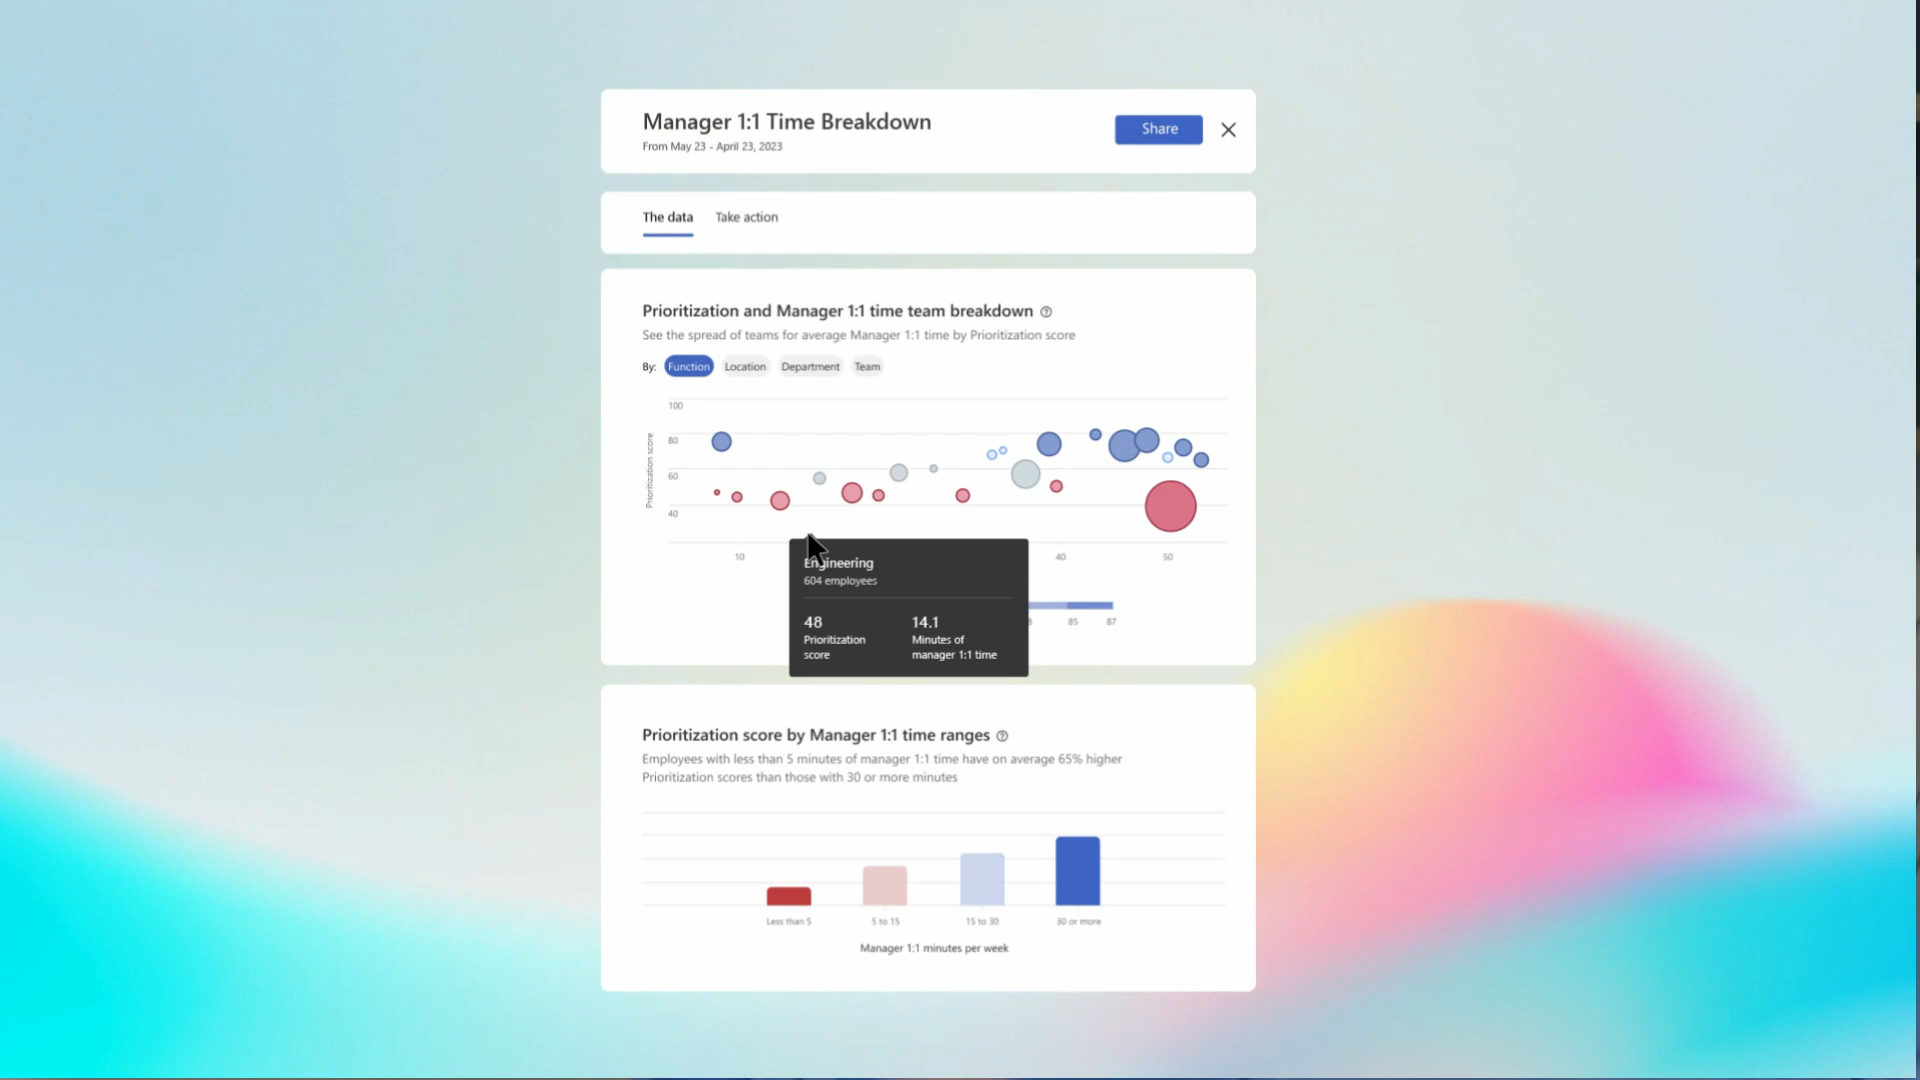 Manager 1:1 Time Breakdown
From May 23 - April 23, 2023
Share
The data
Take action
Prioritization and Manager 1:1 time team breakdown
See the spread of teams for average Manager 1:1 time by Prioritization score
By:
Function
Location
Department
Team
100
80
60
40
Prioritization score
10
40
50
Engineering
604 employees
48
Prioritization
score
14.1
Minutes of
manager 1:1 time
85
87
Prioritization score by Manager 1:1 time ranges
Employees with less than 5 minutes of manager 1:1 time have on average 65% higher
Prioritization scores than those with 30 or more minutes
Less than 5
5 to 15
15 to 30
30 or more
Manager 1:1 minutes per week